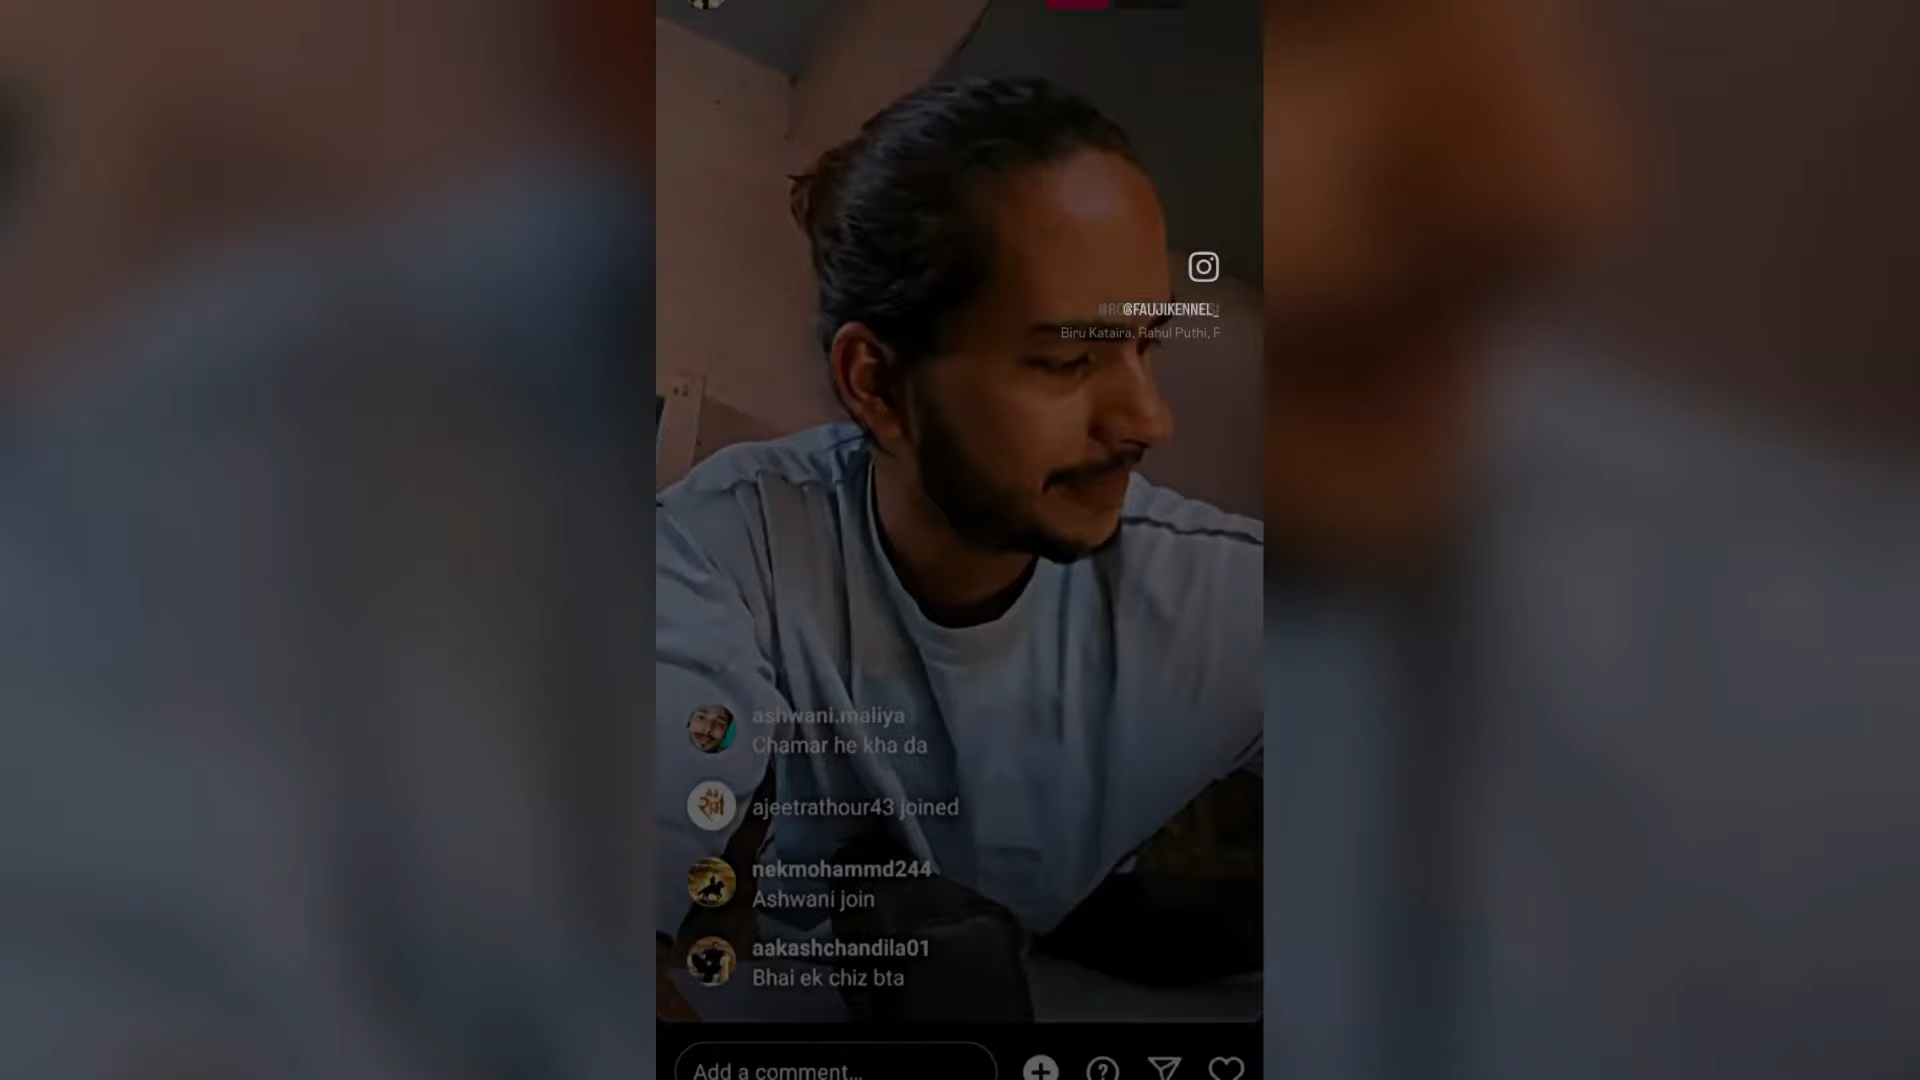 @FAUJIKENNEL_
Biru Kataira, Rahul Puthi, F
ashwani.maliya
Chamar he kha da
राम
ajeetrathour43 joined
nekmohammd244
Ashwani join
aakashchandila01
Bhai ek chiz bta
Add a comment...